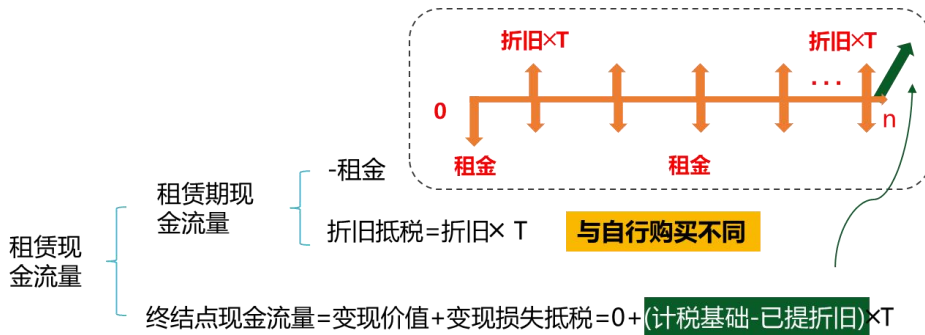 折旧×T
折旧×T
...
0
n
租金
租金
租赁现
金流量
租赁期现
金流量
-租金
折旧抵税=折旧× T
与自行购买不同
终结点现金流量=变现价值+变现损失抵税=0+(计税基础-已提折旧)×T